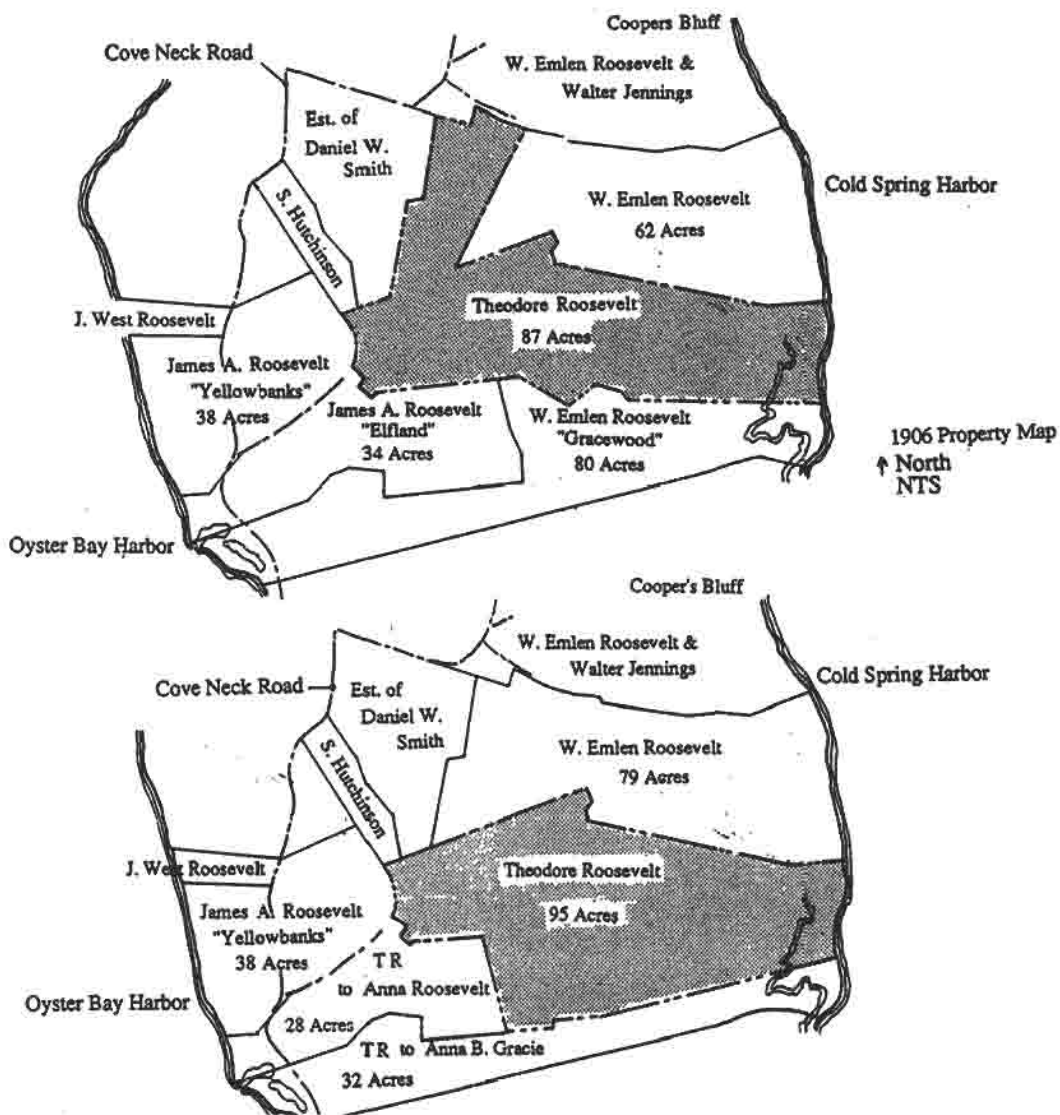 Coopers Bluff
Cove Neck Road
W. Emlen Roosevelt &
Walter Jennings
Est. of
Daniel W.
Smith
S. Hutchinson
W. Emlen Roosevelt
62 Acres
Cold Spring Harbor
Theodore Roosevelt
87 Acres
J. West Roosevelt
James A. Roosevelt
"Yellowbanks"
38 Acres
James A. Roosevelt
"Elfland"
34 Acres
W. Emlen Roosevelt
"Gracewood"
80 Acres
1906 Property Map
North
NTS
Oyster Bay Harbor
Cooper's Bluff
W. Emlen Roosevelt &
Walter Jennings
Cold Spring Harbor
Cove Neck Road
Est. of
Daniel W.
Smith
S. Hutchinson
W. Emlen Roosevelt
79 Acres
J. West Roosevelt
Theodore Roosevelt
95 Acres
James A. Roosevelt
"Yellowbanks"
38 Acres
TR
to Anna Roosevelt
28 Acres
Oyster Bay Harbor
TR to Anna B. Gracie
32 Acres